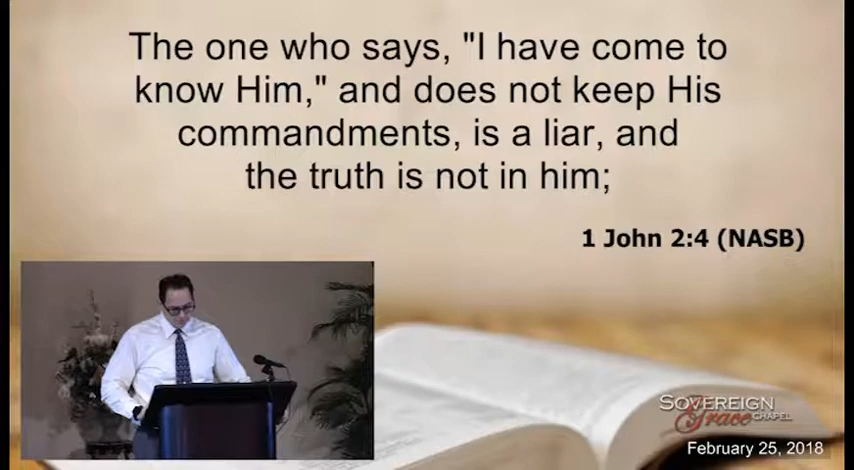 The one who says, "I have come to
know Him," and does not keep His
commandments, is a liar, and
the truth is not in him;
1 John 2:4 (NASB)
SOVEREIGN
Grace CHAPEL
February 25, 2018